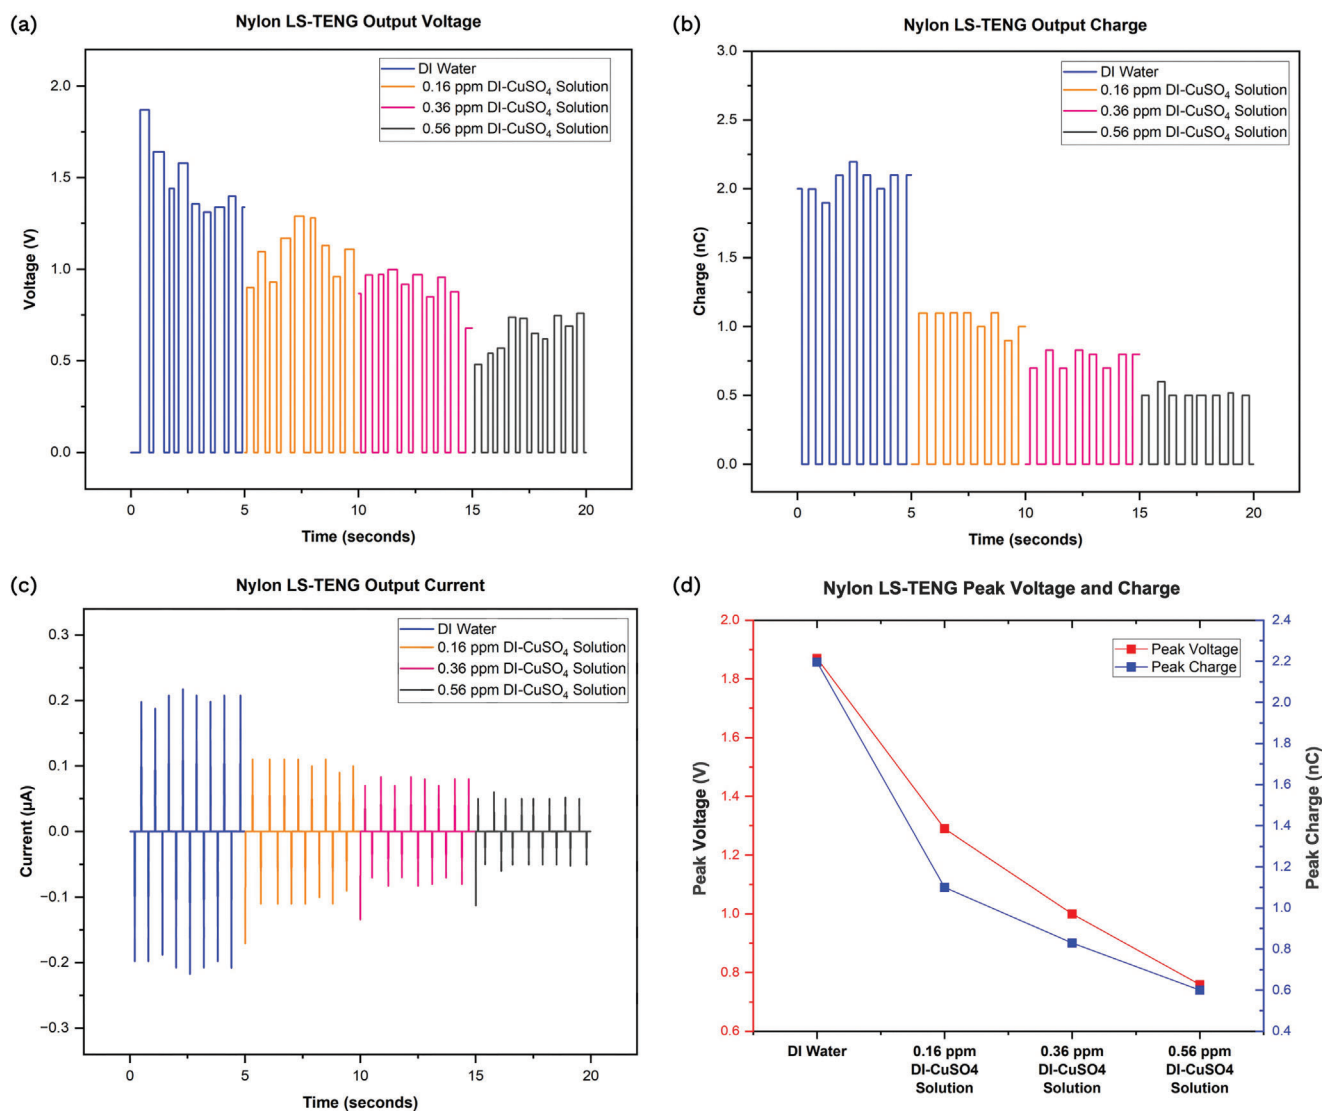 (a)
Nylon LS-TENG Output Voltage
DI Water
0.16 ppm DI-CuSO₄ Solution
0.36 ppm DI-CuSO₄ Solution
0.56 ppm DI-CuSO₄ Solution
2.0
1.5
1.0
0.5
0.0
Voltage (V)
0 5 10 15 20
Time (seconds)
(b)
Nylon LS-TENG Output Charge
DI Water
0.16 ppm DI-CuSO₄ Solution
0.36 ppm DI-CuSO₄ Solution
0.56 ppm DI-CuSO₄ Solution
3.0
2.5
2.0
1.5
1.0
0.5
0.0
Charge (nC)
0 5 10 15 20
Time (seconds)
(c)
Nylon LS-TENG Output Current
DI Water
0.16 ppm DI-CuSO₄ Solution
0.36 ppm DI-CuSO₄ Solution
0.56 ppm DI-CuSO₄ Solution
0.3
0.2
0.1
0.0
−0.1
−0.2
−0.3
Current (µA)
0 5 10 15 20
Time (seconds)
(d)
Nylon LS-TENG Peak Voltage and Charge
Peak Voltage
Peak Charge
2.0
1.8
1.6
1.4
1.2
1.0
0.8
0.6
Peak Voltage (V)
2.4
2.2
2.0
1.8
1.6
1.4
1.2
1.0
0.8
0.6
0.4
Peak Charge (nC)
DI Water
0.16 ppm
DI-CuSO4
Solution
0.36 ppm
DI-CuSO4
Solution
0.56 ppm
DI-CuSO4
Solution